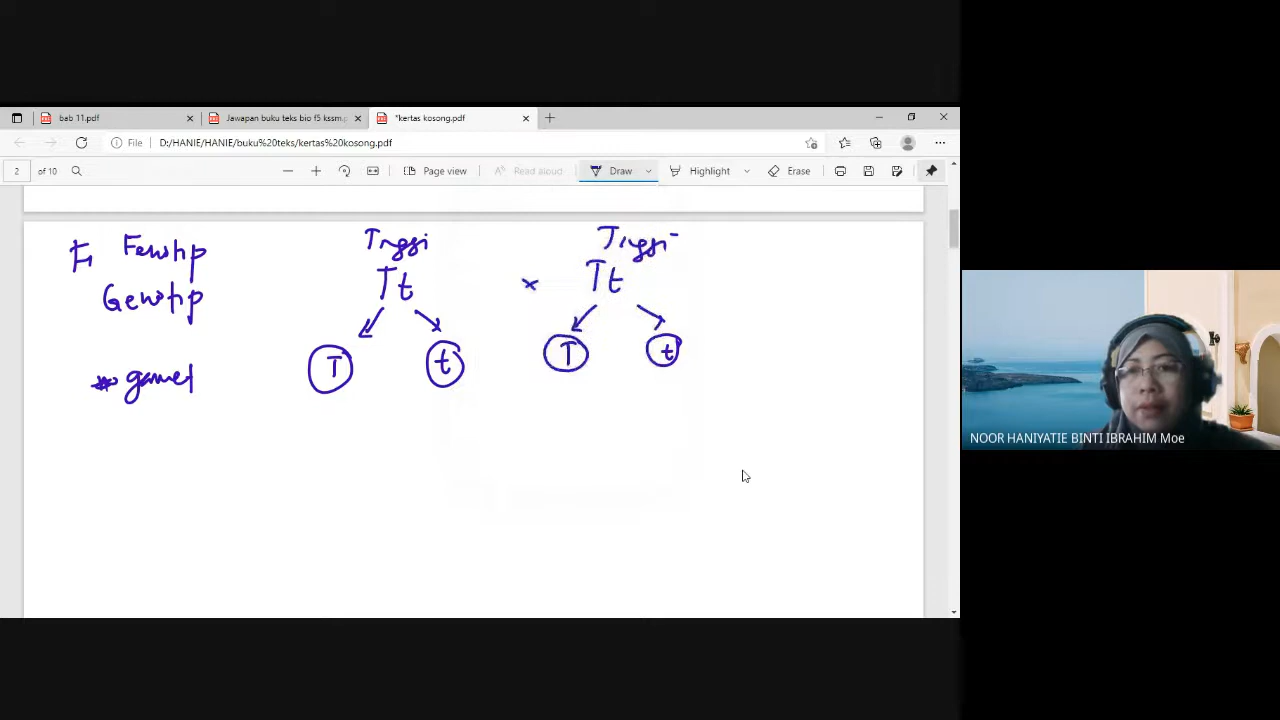 bab 11.pdf
Jawapan buku teks bio f5 kssm.p
*kertas kosong.pdf
File D:/HANIE/HANIE/buku%20teks/kertas%20kosong.pdf
2 of 10
Page view
Read aloud
Draw
Highlight
Erase
F1 Fenotip Tinggi Tinggi
Genotip Tt × Tt
gamet T t T t
NOOR HANIYATIE BINTI IBRAHIM Moe